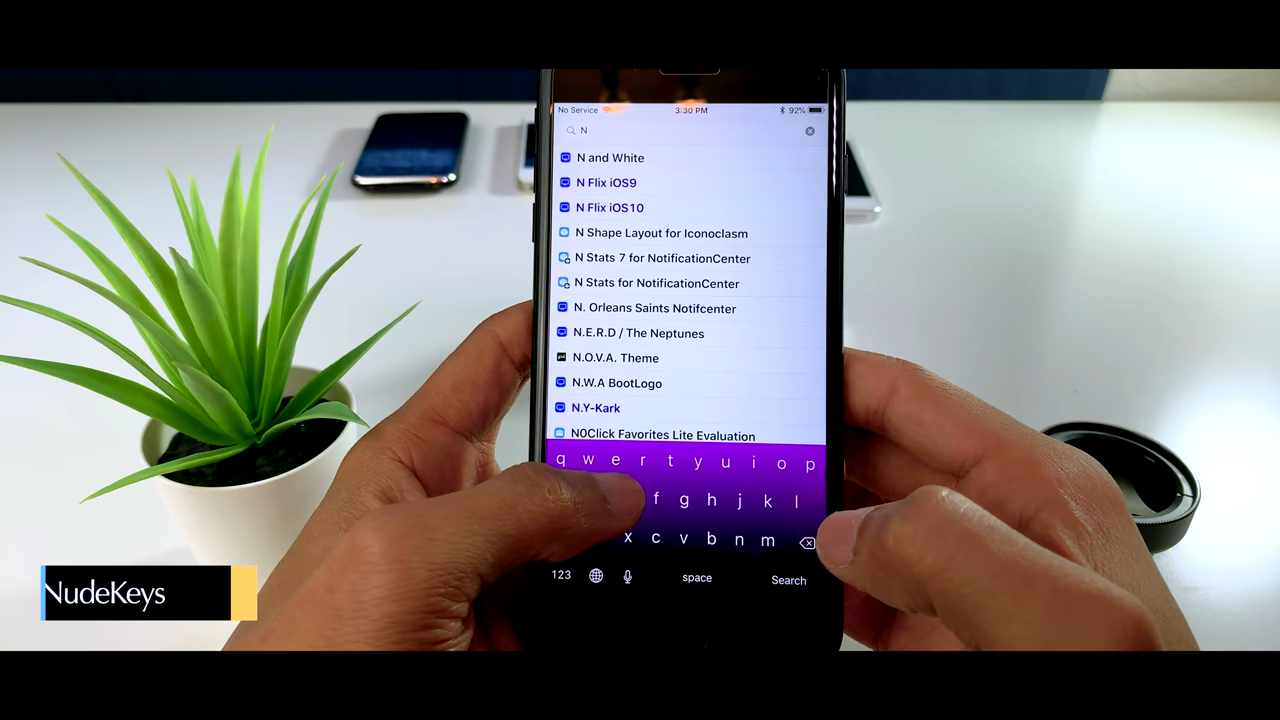 No Service 3:30 PM 92%
N
N and White
N Flix iOS9
N Flix iOS10
N Shape Layout for Iconoclasm
N Stats 7 for NotificationCenter
N Stats for NotificationCenter
N. Orleans Saints Notifcenter
N.E.R.D / The Neptunes
N.O.V.A. Theme
N.W.A BootLogo
N.Y-Kark
N0Click Favorites Lite Evaluation
q w e r t y u i o p
f g h j k l
x c v b n m
123 space Search
NudeKeys